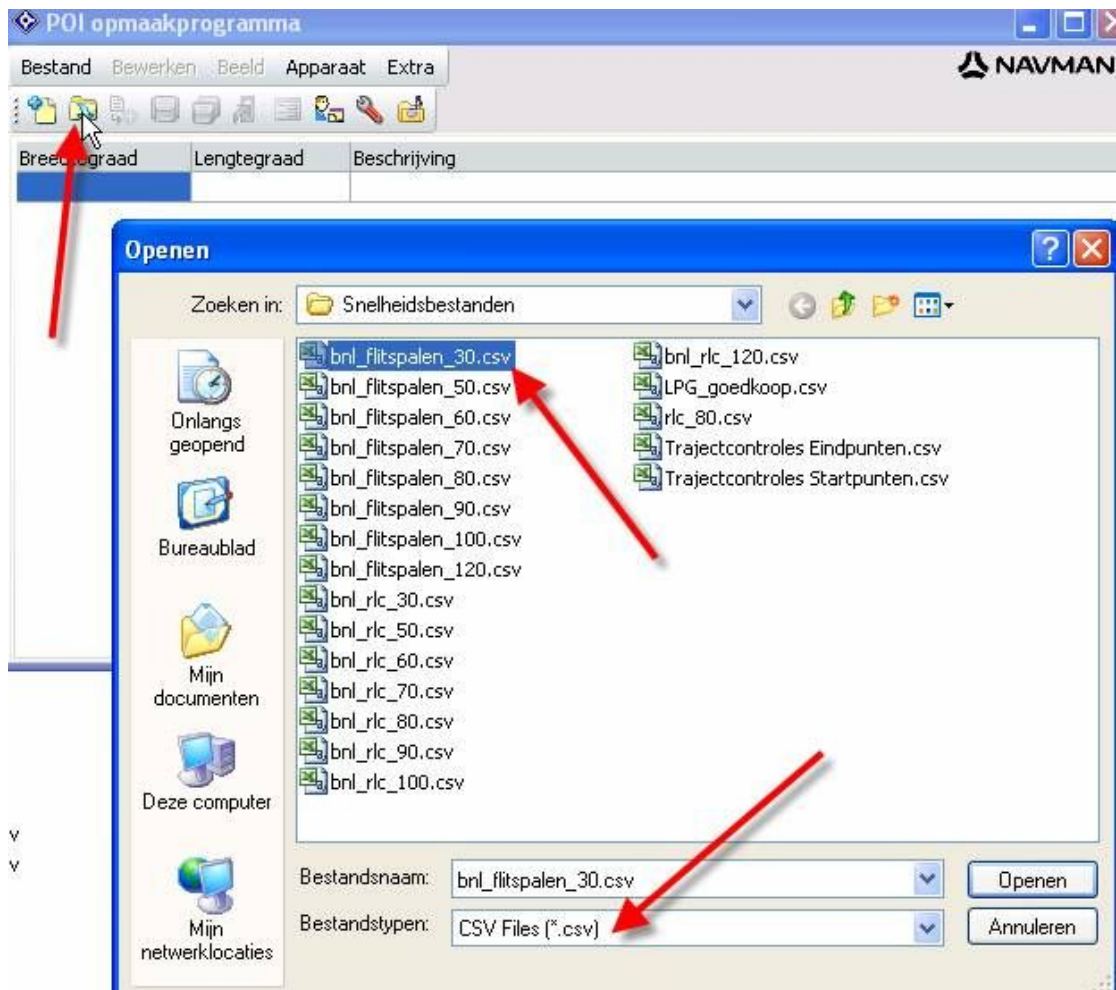 POI opmaakprogramma
Bestand Bewerken Beeld Apparaat Extra
NAVMAN
Lengtegraad Beschrijving
Openen
Zoeken in: Snelheidsbestanden
Onlangs geopend
Bureaublad
Mijn documenten
Deze computer
Mijn netwerklocaties
bnl_flitspalen_30.csv
bnl_flitspalen_50.csv
bnl_flitspalen_60.csv
bnl_flitspalen_70.csv
bnl_flitspalen_80.csv
bnl_flitspalen_90.csv
bnl_flitspalen_100.csv
bnl_flitspalen_120.csv
bnl_rlc_30.csv
bnl_rlc_50.csv
bnl_rlc_60.csv
bnl_rlc_70.csv
bnl_rlc_80.csv
bnl_rlc_90.csv
bnl_rlc_100.csv
bnl_rlc_120.csv
LPG_goedkoop.csv
rlc_80.csv
Trajectcontroles Eindpunten.csv
Trajectcontroles Startpunten.csv
v
v
Bestandsnaam: bnl_flitspalen_30.csv Openen
Bestandstypen: CSV Files (*.csv) Annuleren